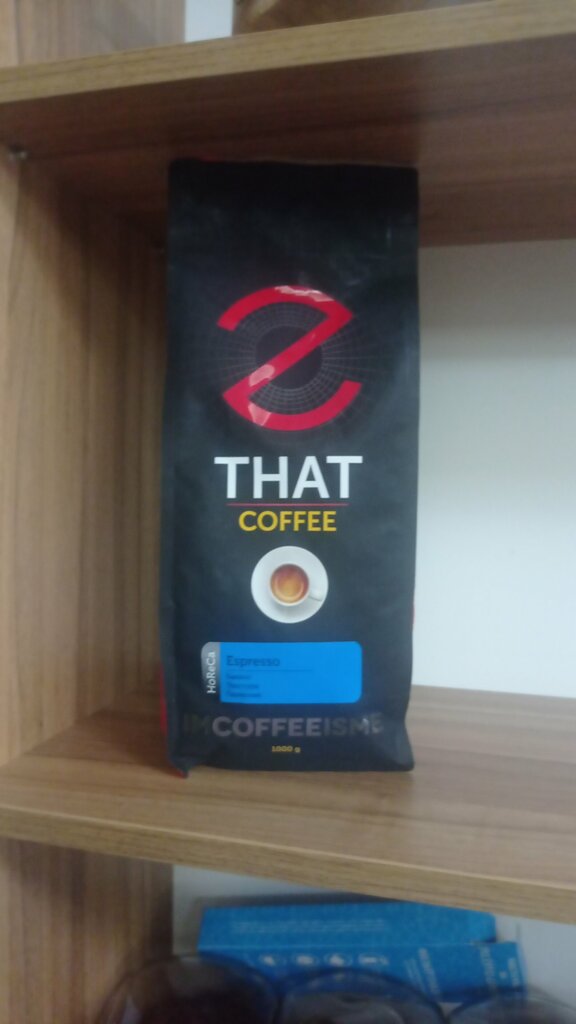 THAT
COFFEE
HoReCa
Espresso
IMCOFFEEISME
1000 g